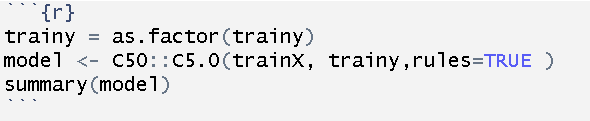 ```{r}
trainy = as.factor(trainy)
model <- C50::C5.0(trainX, trainy,rules=TRUE )
summary(model)
```